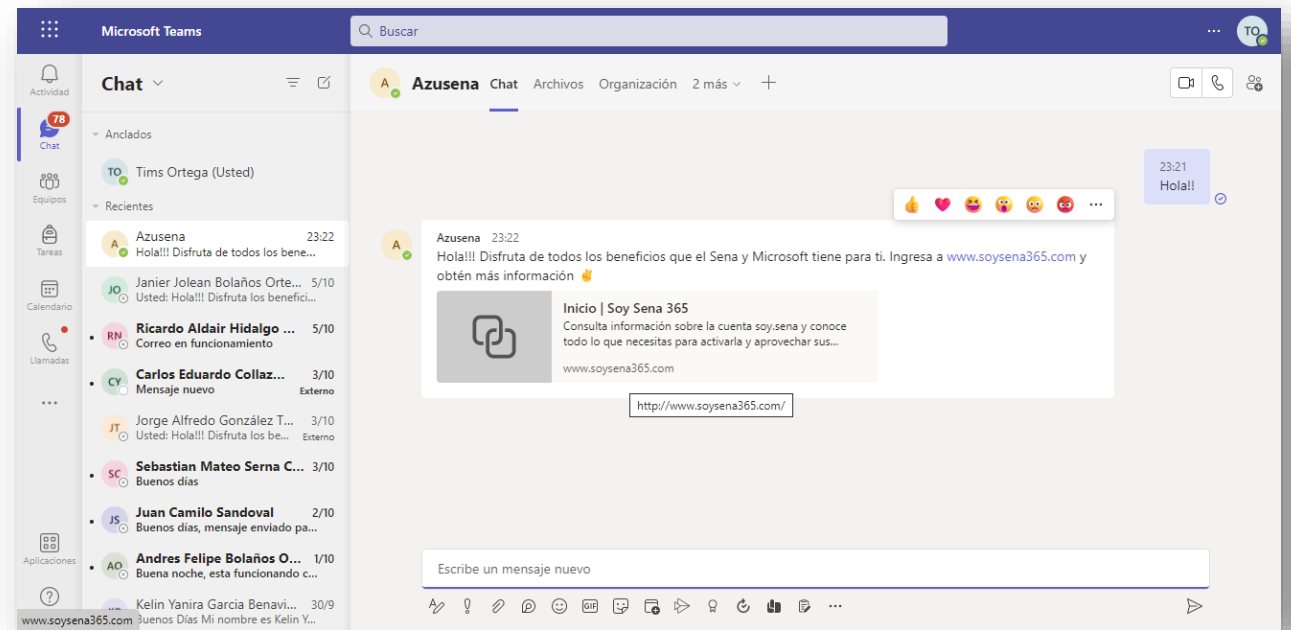 Microsoft Teams
Buscar
TO
Actividad
78
Chat
Equipos
Tareas
Calendario
Llamadas
Aplicaciones
Chat
Anclados
TO Tims Ortega (Usted)
Recientes
A Azusena 23:22
Hola!!! Disfruta de todos los bene...
JO Janier Jolean Bolaños Orte... 5/10
Usted: Hola!!! Disfruta los benefici...
RN Ricardo Aldair Hidalgo ... 5/10
Correo en funcionamiento
CY Carlos Eduardo Collaz... 3/10
Mensaje nuevo Externo
JT Jorge Alfredo González T... 3/10
Usted: Hola!!! Disfruta los be... Externo
SC Sebastian Mateo Serna C... 3/10
Buenos días
JS Juan Camilo Sandoval 2/10
Buenos días, mensaje enviado pa...
AO Andres Felipe Bolaños O... 1/10
Buena noche, esta funcionando c...
Kelin Yanira Garcia Benavi... 30/9
Buenos Días Mi nombre es Kelin Y...
www.soysena365.com
A Azusena Chat Archivos Organización 2 más
23:21
Hola!!
A
Azusena 23:22
Hola!!! Disfruta de todos los beneficios que el Sena y Microsoft tiene para ti. Ingresa a www.soysena365.com y
obtén más información ✌
Inicio | Soy Sena 365
Consulta información sobre la cuenta soy.sena y conoce
todo lo que necesitas para activarla y aprovechar sus...
www.soysena365.com
http://www.soysena365.com/
Escribe un mensaje nuevo
GIF